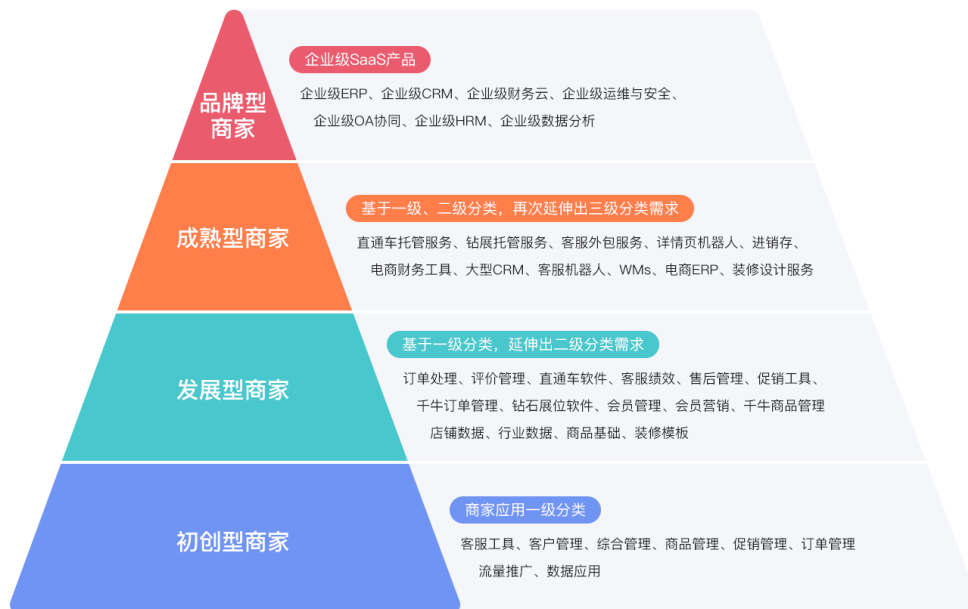 企业级SaaS产品
品牌型
商家
企业级ERP、企业级CRM、企业级财务云、企业级运维与安全、
企业级OA协同、企业级HRM、企业级数据分析
基于一级、二级分类，再次延伸出三级分类需求
成熟型商家
直通车托管服务、钻展托管服务、客服外包服务、详情页机器人、进销存、
电商财务工具、大型CRM、客服机器人、WMs、电商ERP、装修设计服务
基于一级分类，延伸出二级分类需求
发展型商家
订单处理、评价管理、直通车软件、客服绩效、售后管理、促销工具、
千牛订单管理、钻石展位软件、会员管理、会员营销、千牛商品管理
店铺数据、行业数据、商品基础、装修模板
商家应用一级分类
初创型商家
客服工具、客户管理、综合管理、商品管理、促销管理、订单管理
流量推广、数据应用